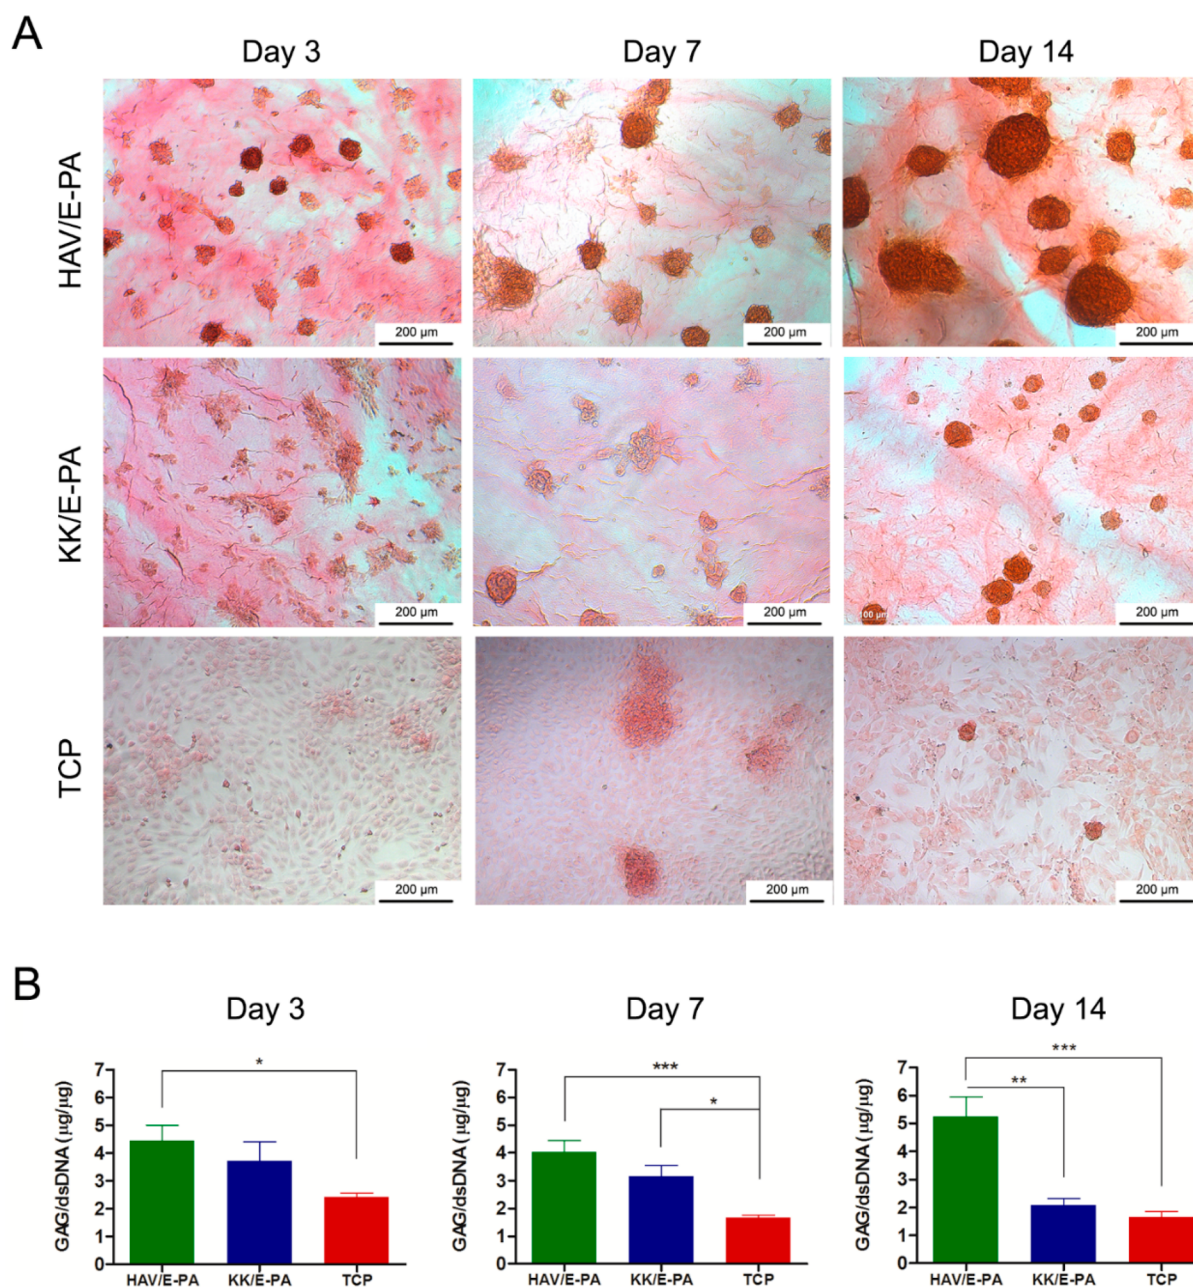 A
Day 3 Day 7 Day 14
HAV/E-PA
200 µm 200 µm 200 µm
KK/E-PA
200 µm 200 µm 100 µm 200 µm
TCP
200 µm 200 µm 200 µm
B
Day 3 Day 7 Day 14
GAG/dsDNA (µg/µg)
7
6
5
4
3
2
1
0
*
HAV/E-PA KK/E-PA TCP
GAG/dsDNA (µg/µg)
7
6
5
4
3
2
1
0
***
*
HAV/E-PA KK/E-PA TCP
GAG/dsDNA (µg/µg)
7
6
5
4
3
2
1
0
***
**
HAV/E-PA KK/E-PA TCP